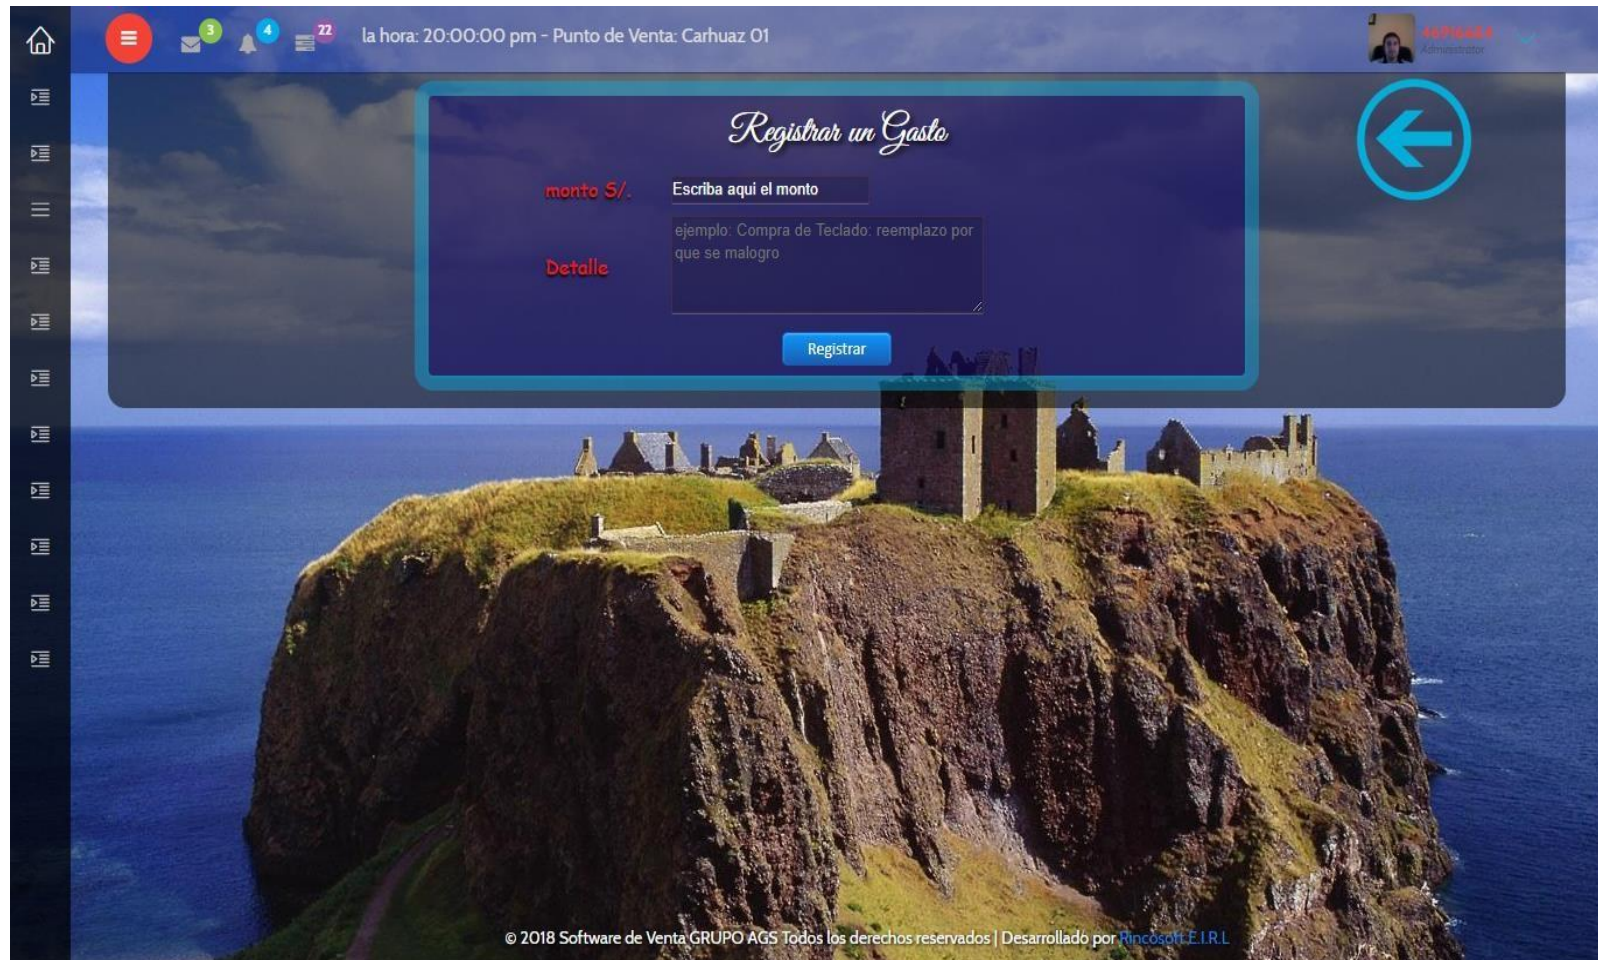 3
4
22
la hora: 20:00:00 pm - Punto de Venta: Carhuaz 01
Administrator
Registrar un Gasto
monto S/.
Escriba aqui el monto
ejemplo: Compra de Teclado: reemplazo por
que se malogro
Detalle
Registrar
© 2018 Software de Venta GRUPO AGS Todos los derechos reservados | Desarrollado por Rincosoft E.I.R.L